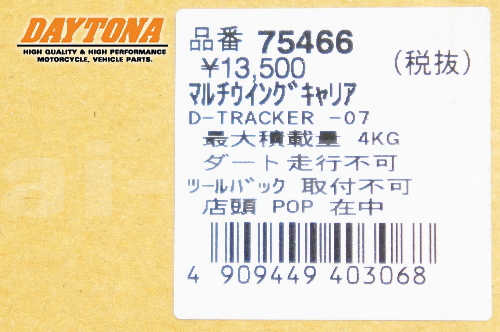 DAYTONA
HIGH QUALITY & HIGH PERFORMANCE
MOTORCYCLE, VEHICLE PARTS.
品番 75466
¥13,500 (税抜)
ﾏﾙﾁｳｲﾝｸﾞｷｬﾘｱ
D-TRACKER -07
最大積載量 4KG
ダート走行不可
ﾂｰﾙﾊﾞｯｸ 取付不可
店頭 POP 在中
4 909449 403068